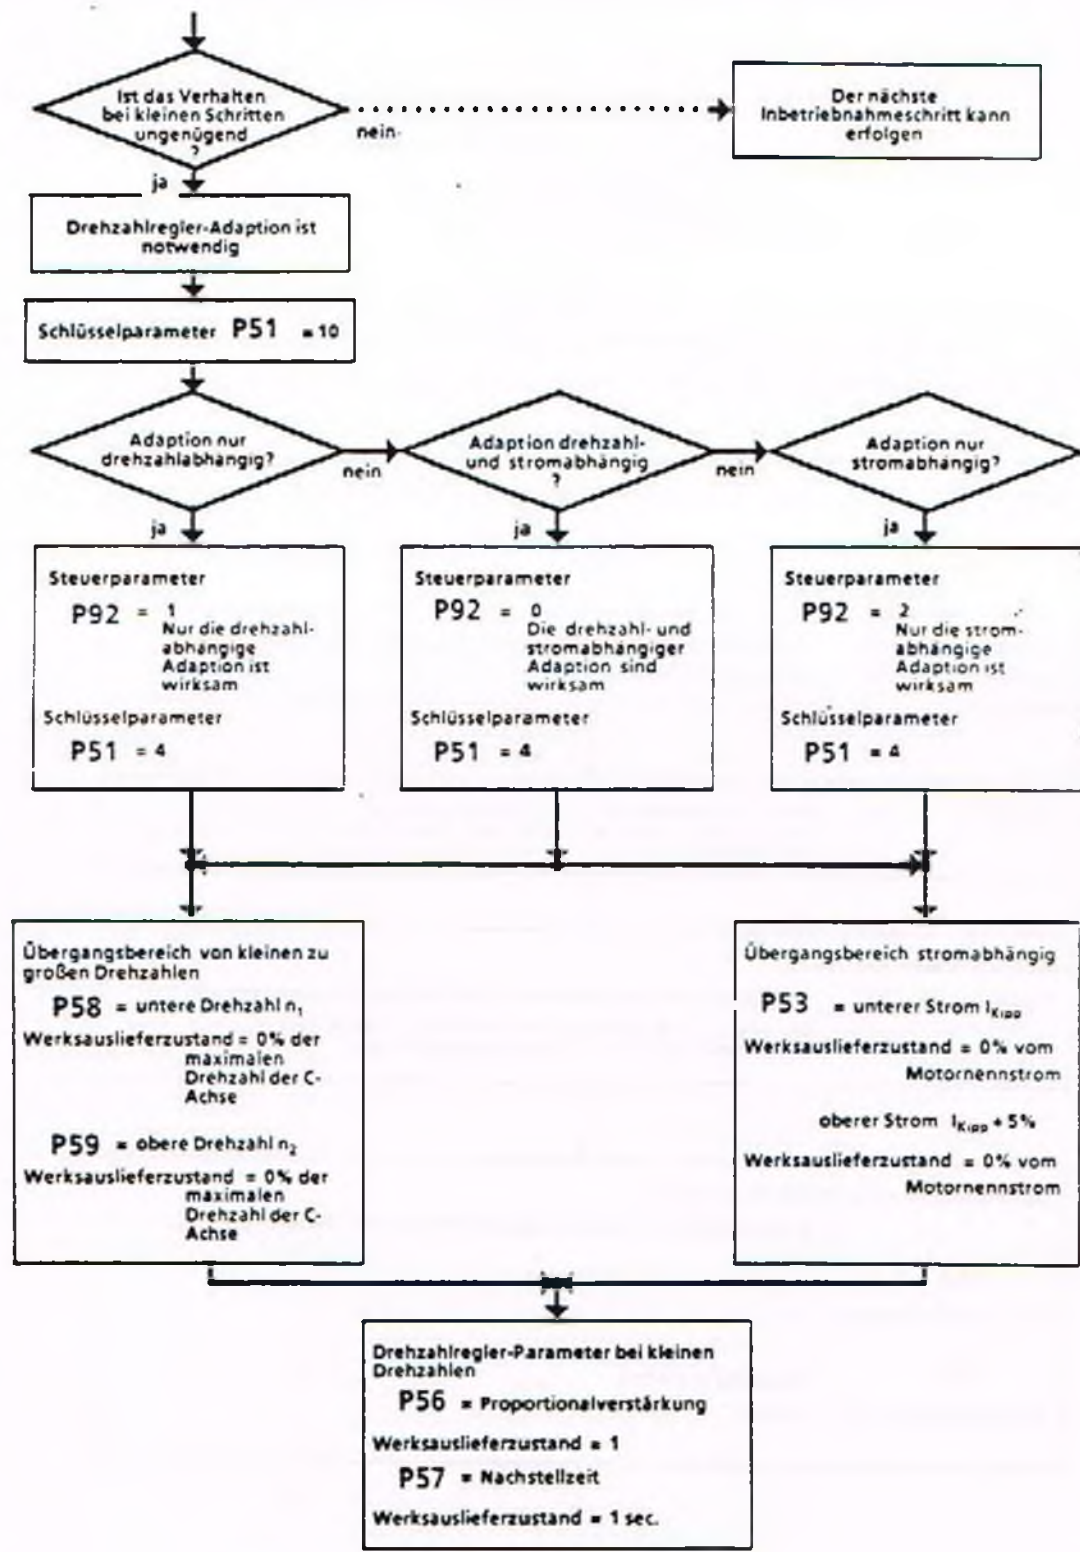 Ist das Verhalten
bei kleinen Schritten
ungenügend
?
nein
Der nächste
Inbetriebnahmeschritt kann
erfolgen
ja
Drehzahlregler-Adaption ist
notwendig
Schlüsselparameter P51 = 10
Adaption nur
drehzahlabhängig?
nein
Adaption drehzahl-
und stromabhängig
?
nein
Adaption nur
stromabhängig?
ja
ja
ja
Steuerparameter
P92 = 1
Nur die drehzahl-
abhängige
Adaption ist
wirksam
Schlüsselparameter
P51 = 4
Steuerparameter
P92 = 0
Die drehzahl- und
stromabhängiger
Adaption sind
wirksam
Schlüsselparameter
P51 = 4
Steuerparameter
P92 = 2
Nur die strom-
abhängige
Adaption ist
wirksam
Schlüsselparameter
P51 = 4
Übergangsbereich von kleinen zu
großen Drehzahlen
P58 = untere Drehzahl n₁
Werksauslieferzustand = 0% der
maximalen
Drehzahl der C-
Achse
P59 = obere Drehzahl n₂
Werksauslieferzustand = 0% der
maximalen
Drehzahl der C-
Achse
Übergangsbereich stromabhängig
P53 = unterer Strom I_Kipp
Werksauslieferzustand = 0% vom
Motornennstrom
oberer Strom I_Kipp + 5%
Werksauslieferzustand = 0% vom
Motornennstrom
Drehzahlregler-Parameter bei kleinen
Drehzahlen
P56 = Proportionalverstärkung
Werksauslieferzustand = 1
P57 = Nachstellzeit
Werksauslieferzustand = 1 sec.